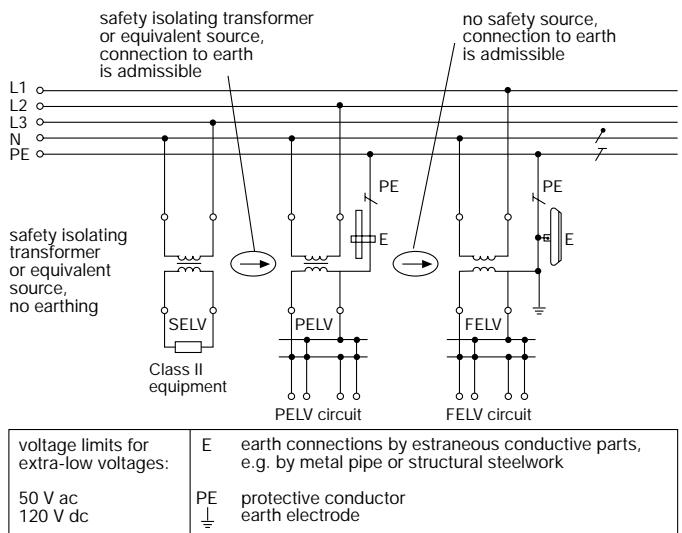 safety isolating transformer
or equivalent source,
connection to earth
is admissible
no safety source,
connection to earth
is admissible
L1
L2
L3
N
PE
PE
PE
safety isolating
transformer
or equivalent
source,
no earthing
E
E
SELV
PELV
FELV
Class II
equipment
PELV circuit
FELV circuit
voltage limits for
extra-low voltages:
50 V ac
120 V dc
E earth connections by estraneous conductive parts,
e.g. by metal pipe or structural steelwork
PE protective conductor
earth electrode